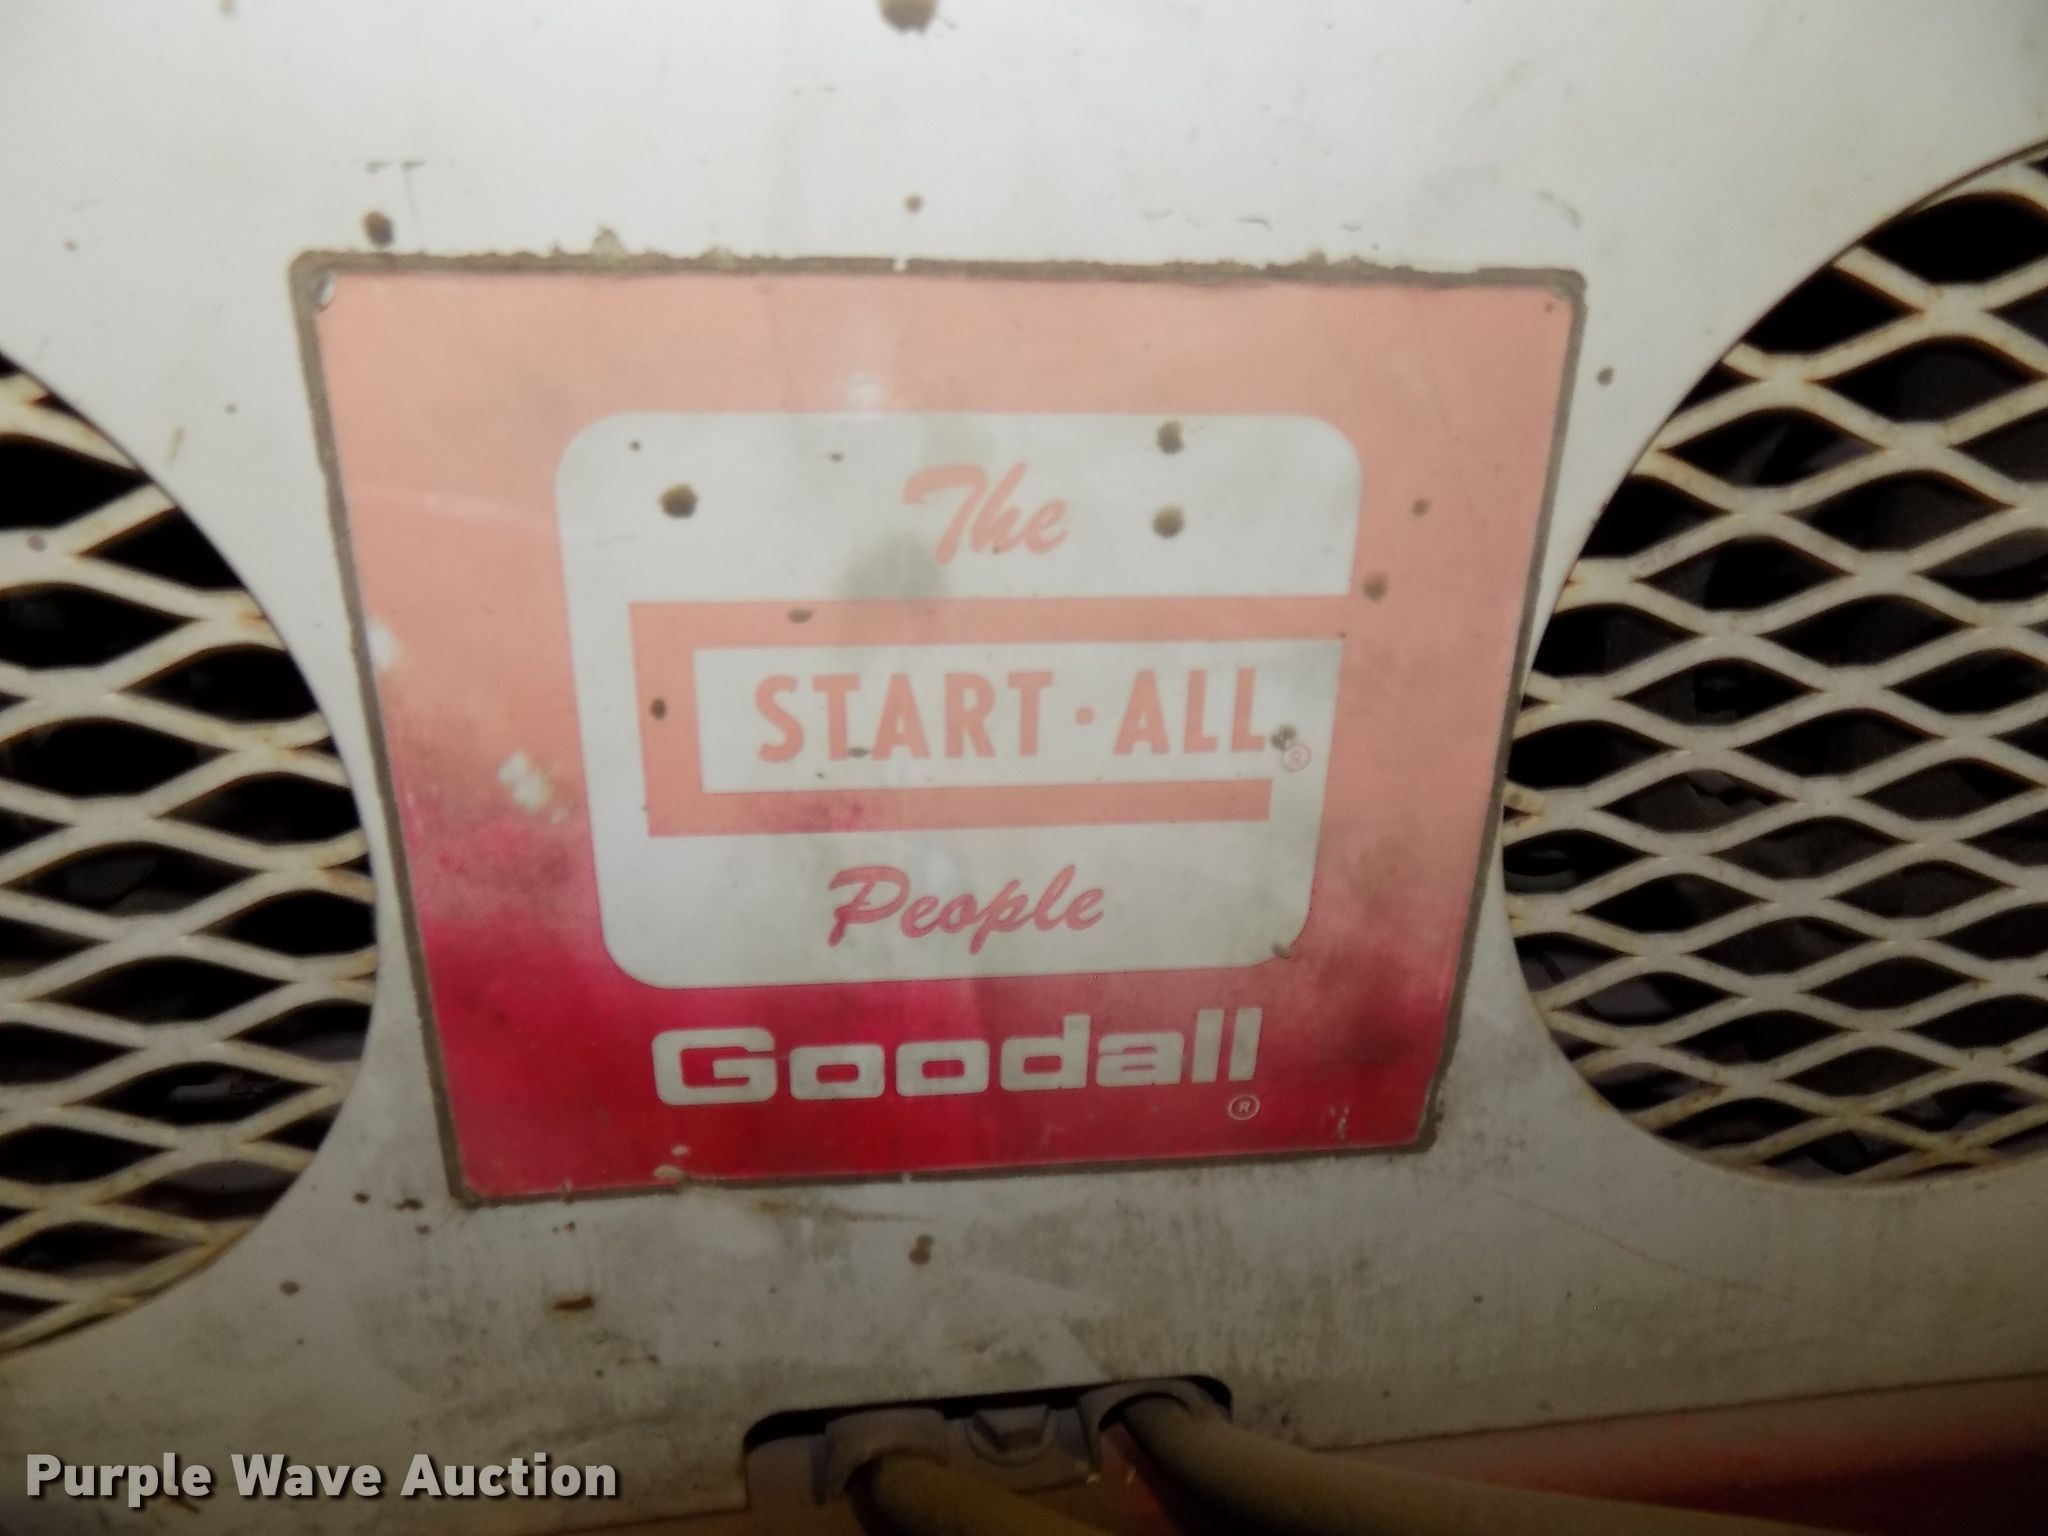 The
START·ALL®
People
Goodall
®
Purple Wave Auction